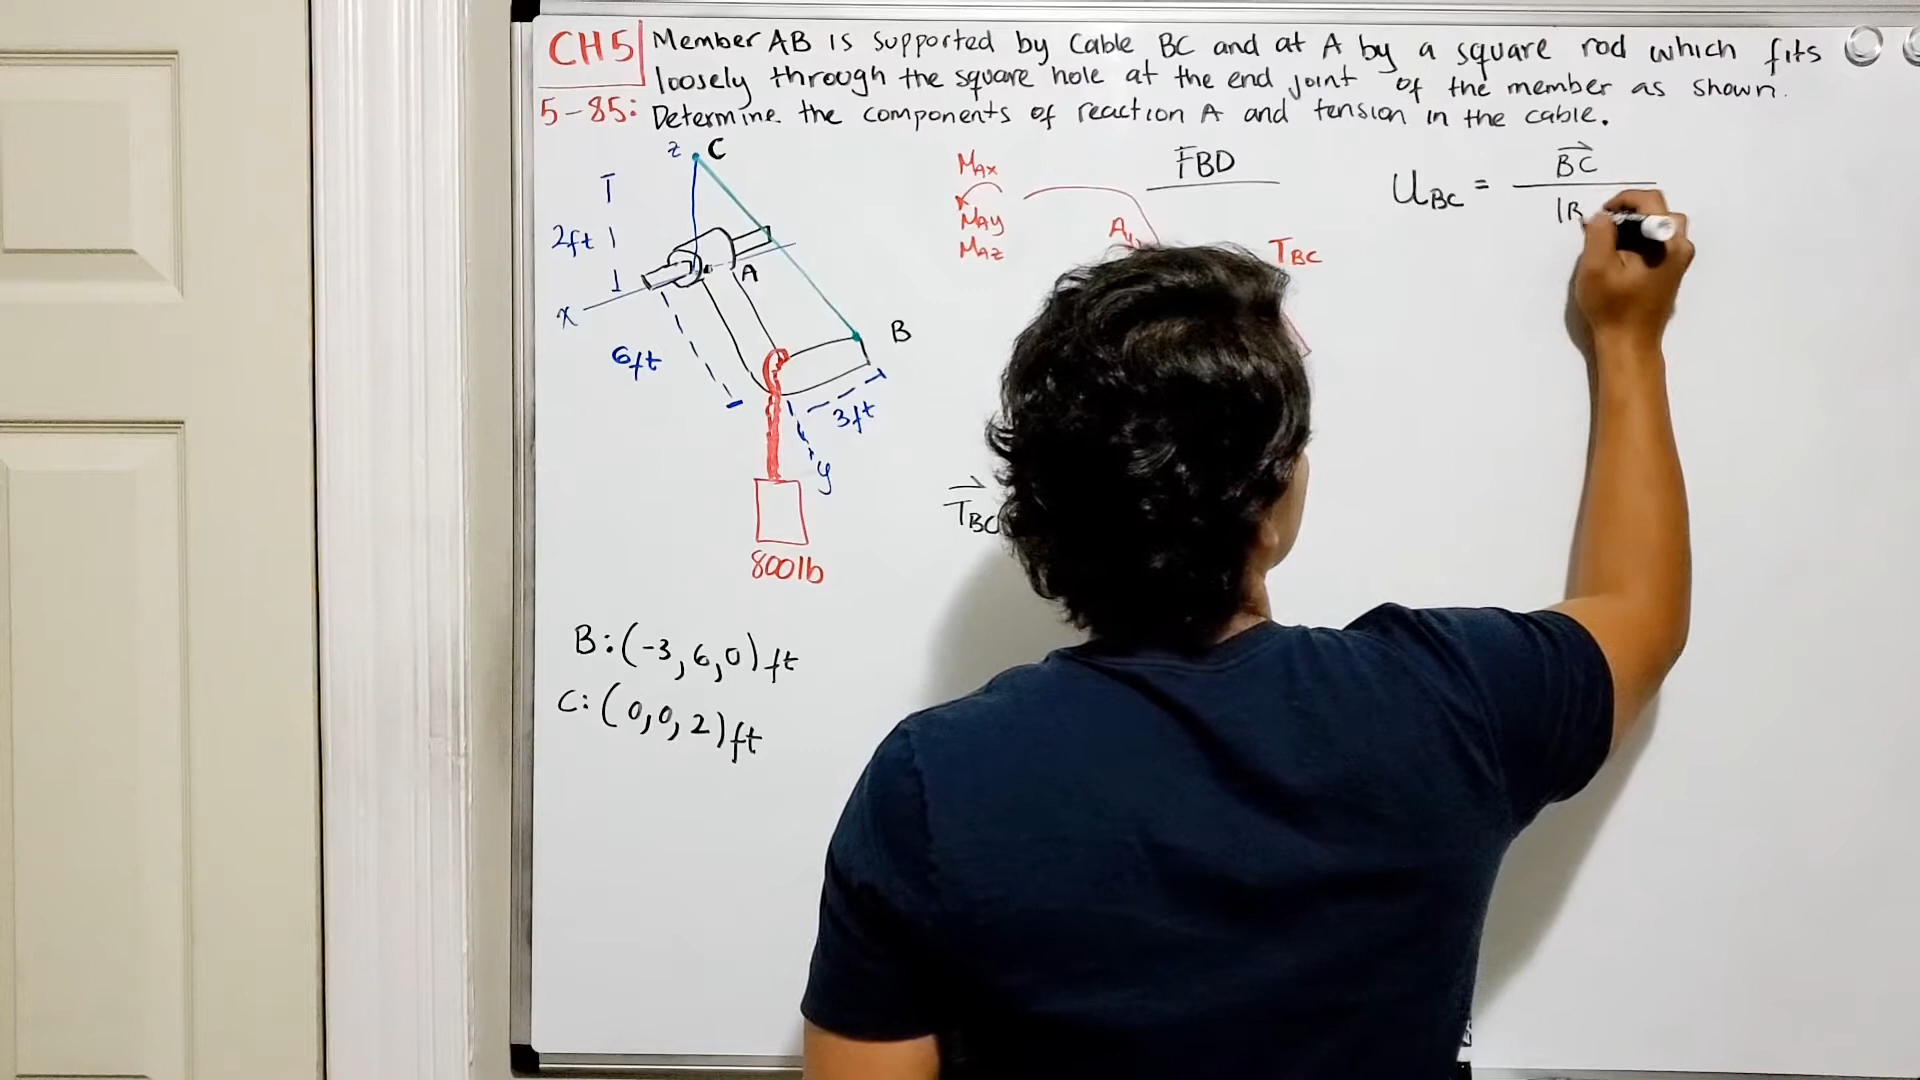 CH5
Member AB is supported by Cable BC and at A by a square rod which fits
loosely through the square hole at the end joint of the member as shown.
5-85: Determine the components of reaction A and tension in the cable.
z C
2ft
x
A
B
6ft
3ft
y
800lb
B: (-3, 6, 0) ft
C: (0, 0, 2) ft
FBD
MAx
MAy
MAz
TBC
TBC
UBC = BC